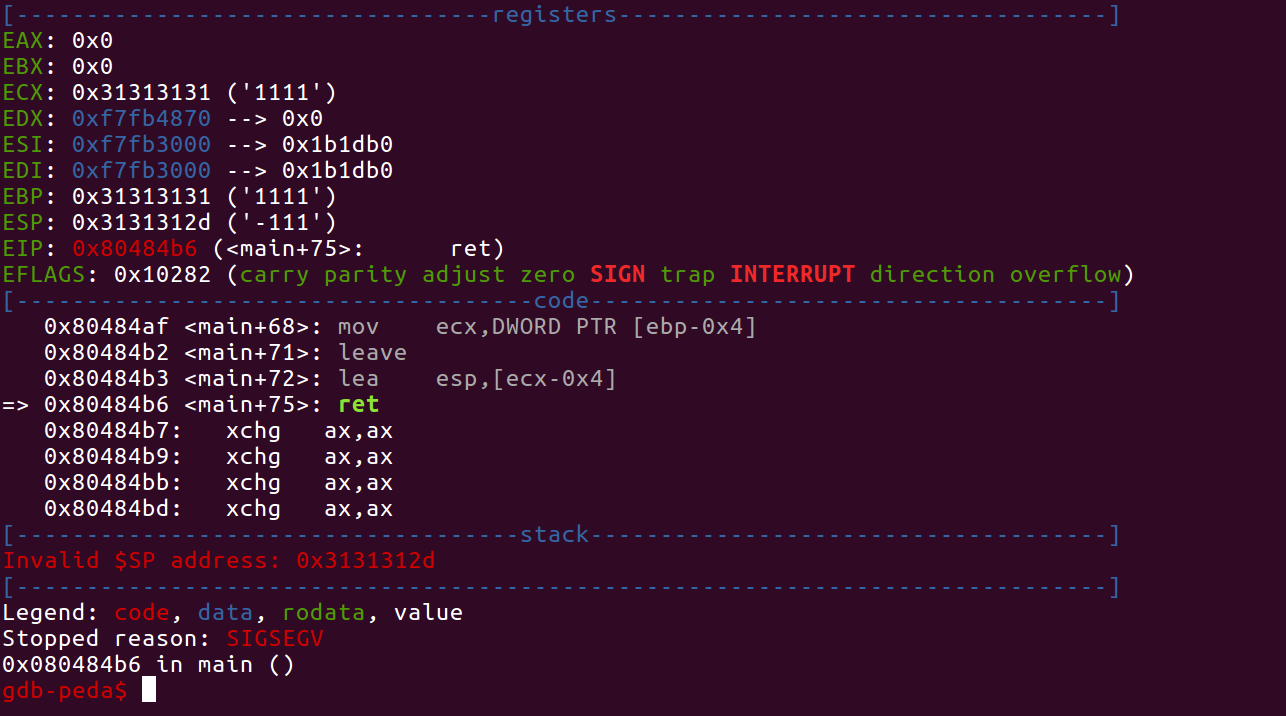 [----------------------------------registers-----------------------------------]
EAX: 0x0
EBX: 0x0
ECX: 0x31313131 ('1111')
EDX: 0xf7fb4870 --> 0x0
ESI: 0xf7fb3000 --> 0x1b1db0
EDI: 0xf7fb3000 --> 0x1b1db0
EBP: 0x31313131 ('1111')
ESP: 0x3131312d ('-111')
EIP: 0x80484b6 (<main+75>:      ret)
EFLAGS: 0x10282 (carry parity adjust zero SIGN trap INTERRUPT direction overflow)
[-------------------------------------code-------------------------------------]
   0x80484af <main+68>: mov    ecx,DWORD PTR [ebp-0x4]
   0x80484b2 <main+71>: leave
   0x80484b3 <main+72>: lea    esp,[ecx-0x4]
=> 0x80484b6 <main+75>: ret
   0x80484b7:   xchg   ax,ax
   0x80484b9:   xchg   ax,ax
   0x80484bb:   xchg   ax,ax
   0x80484bd:   xchg   ax,ax
[------------------------------------stack-------------------------------------]
Invalid $SP address: 0x3131312d
[------------------------------------------------------------------------------]
Legend: code, data, rodata, value
Stopped reason: SIGSEGV
0x080484b6 in main ()
gdb-peda$